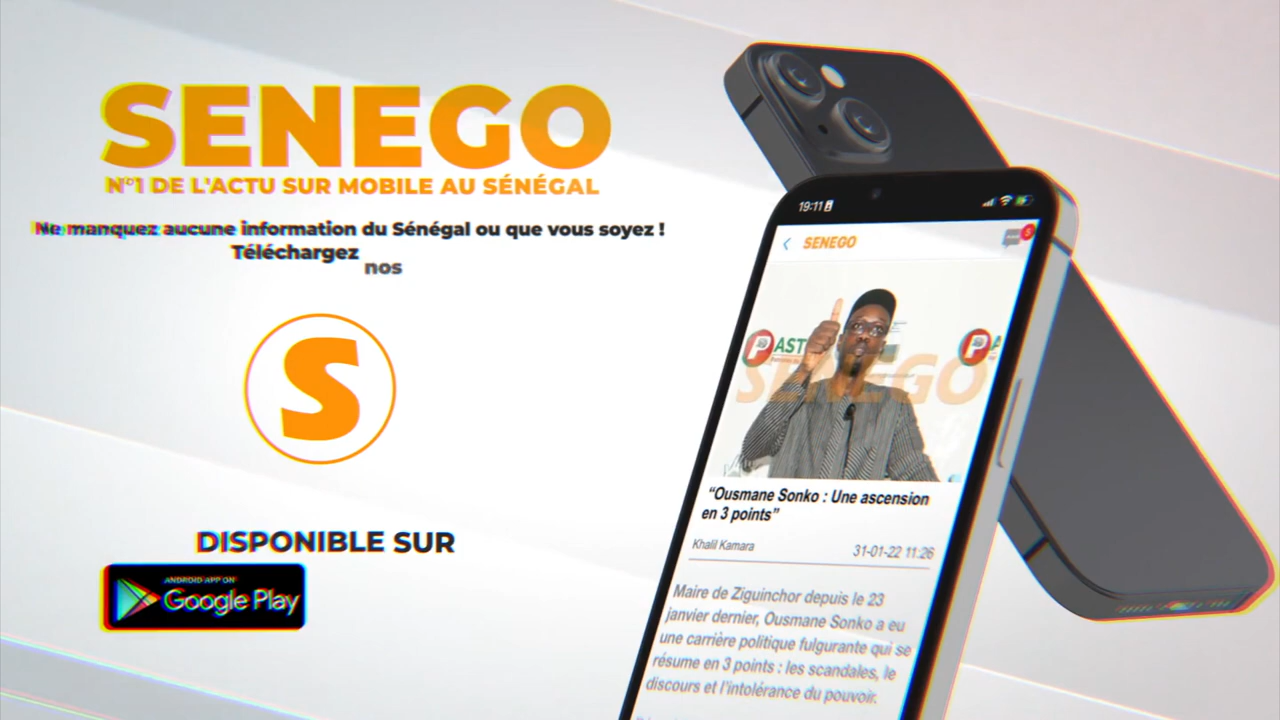 SENEGO
N°1 DE L'ACTU SUR MOBILE AU SÉNÉGAL
Ne manquez aucune information du Sénégal ou que vous soyez !
Téléchargez
nos
S
DISPONIBLE SUR
ANDROID APP ON
Google Play
19:11
SENEGO
PAST
PA
SENEGO
“Ousmane Sonko : Une ascension
en 3 points”
Khalil Kamara
31-01-22 11:26
Maire de Ziguinchor depuis le 23
janvier dernier, Ousmane Sonko a eu
une carrière politique fulgurante qui se
résume en 3 points : les scandales, le
discours et l'intolérance du pouvoir.